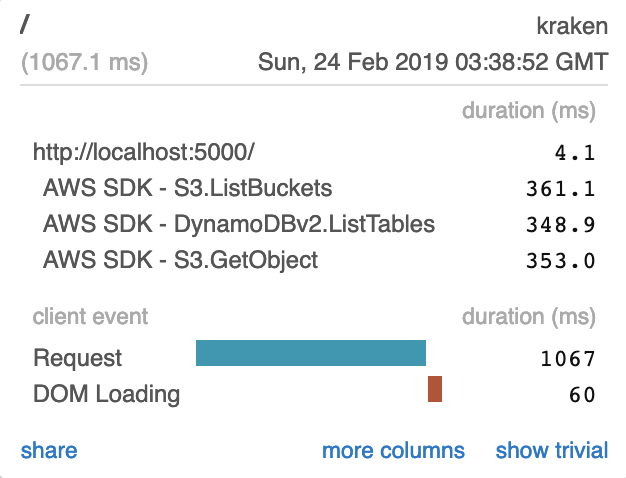 / kraken
(1067.1 ms) Sun, 24 Feb 2019 03:38:52 GMT
duration (ms)
http://localhost:5000/ 4.1
AWS SDK - S3.ListBuckets 361.1
AWS SDK - DynamoDBv2.ListTables 348.9
AWS SDK - S3.GetObject 353.0
client event duration (ms)
Request 1067
DOM Loading 60
share more columns show trivial